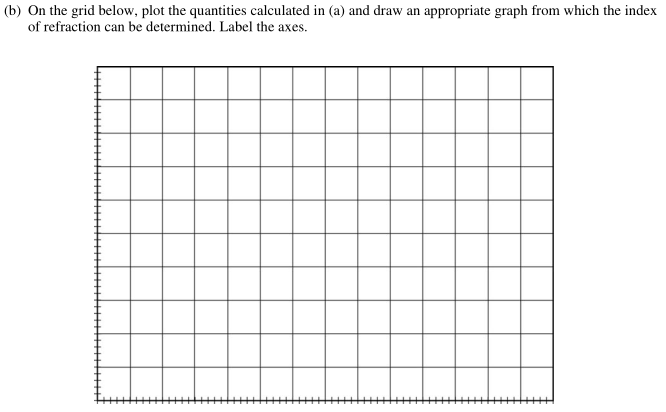 (b) On the grid below, plot the quantities calculated in (a) and draw an appropriate graph from which the index
of refraction can be determined. Label the axes.